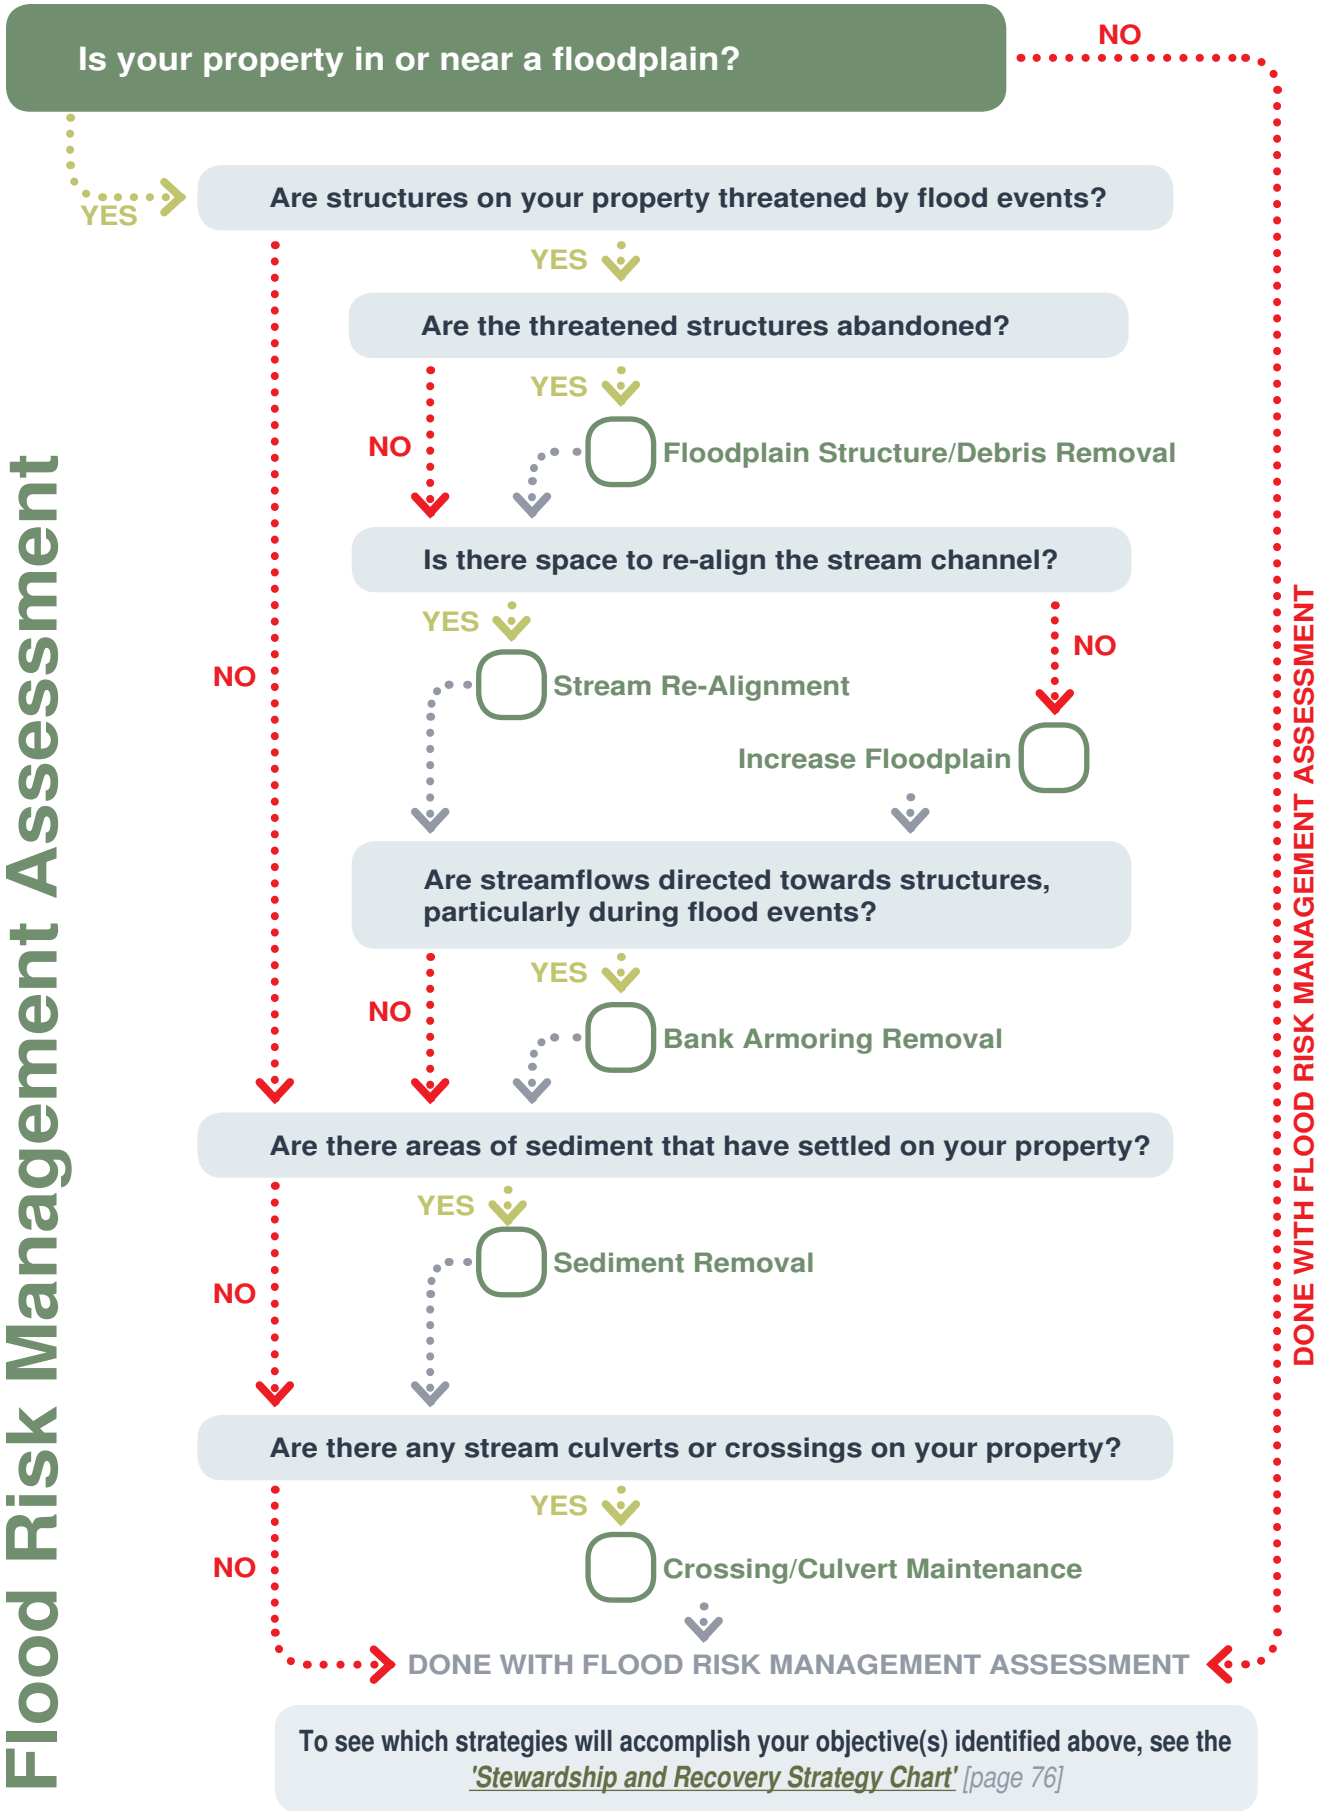 Flood Risk Management Assessment
Is your property in or near a floodplain?
NO
YES
Are structures on your property threatened by flood events?
YES
Are the threatened structures abandoned?
YES
NO
Floodplain Structure/Debris Removal
Is there space to re-align the stream channel?
YES
NO
NO
Stream Re-Alignment
Increase Floodplain
Are streamflows directed towards structures,
particularly during flood events?
YES
NO
Bank Armoring Removal
Are there areas of sediment that have settled on your property?
YES
Sediment Removal
NO
Are there any stream culverts or crossings on your property?
YES
NO
Crossing/Culvert Maintenance
DONE WITH FLOOD RISK MANAGEMENT ASSESSMENT
DONE WITH FLOOD RISK MANAGEMENT ASSESSMENT
To see which strategies will accomplish your objective(s) identified above, see the
'Stewardship and Recovery Strategy Chart' [page 76]